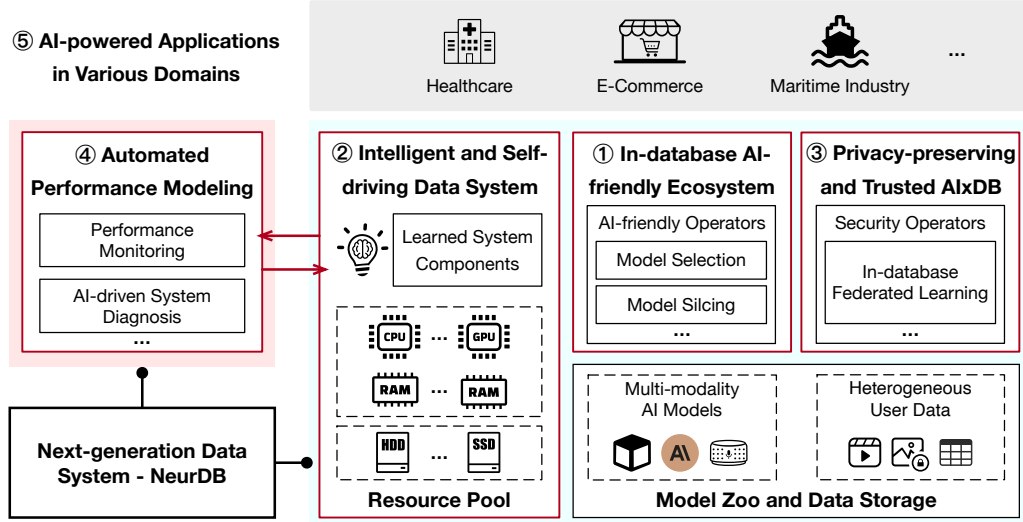 ⑤ AI-powered Applications
in Various Domains
Healthcare
E-Commerce
Maritime Industry
...
④ Automated
Performance Modeling
Performance
Monitoring
AI-driven System
Diagnosis
...
② Intelligent and Self-
driving Data System
Learned System
Components
CPU
...
GPU
RAM
...
RAM
HDD
...
SSD
Resource Pool
① In-database AI-
friendly Ecosystem
AI-friendly Operators
Model Selection
Model Silcing
...
③ Privacy-preserving
and Trusted AIxDB
Security Operators
In-database
Federated Learning
...
Multi-modality
AI Models
AI
Heterogeneous
User Data
Model Zoo and Data Storage
Next-generation Data
System - NeurDB